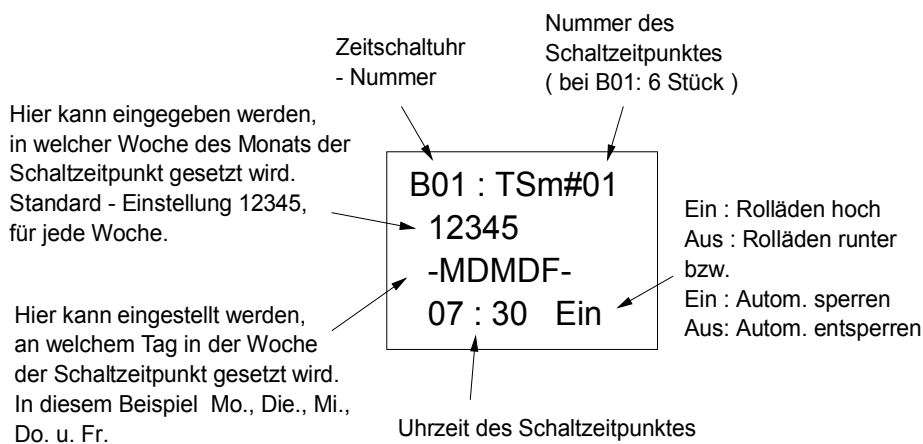 Zeitschaltuhr
- Nummer
Nummer des
Schaltzeitpunktes
( bei B01: 6 Stück )
Hier kann eingegeben werden,
in welcher Woche des Monats der
Schaltzeitpunkt gesetzt wird.
Standard - Einstellung 12345,
für jede Woche.
B01 : TSm#01
12345
-MDMDF-
07 : 30 Ein
Ein : Rolläden hoch
Aus : Rolläden runter
bzw.
Ein : Autom. sperren
Aus: Autom. entsperren
Hier kann eingestellt werden,
an welchem Tag in der Woche
der Schaltzeitpunkt gesetzt wird.
In diesem Beispiel Mo., Die., Mi.,
Do. u. Fr.
Uhrzeit des Schaltzeitpunktes